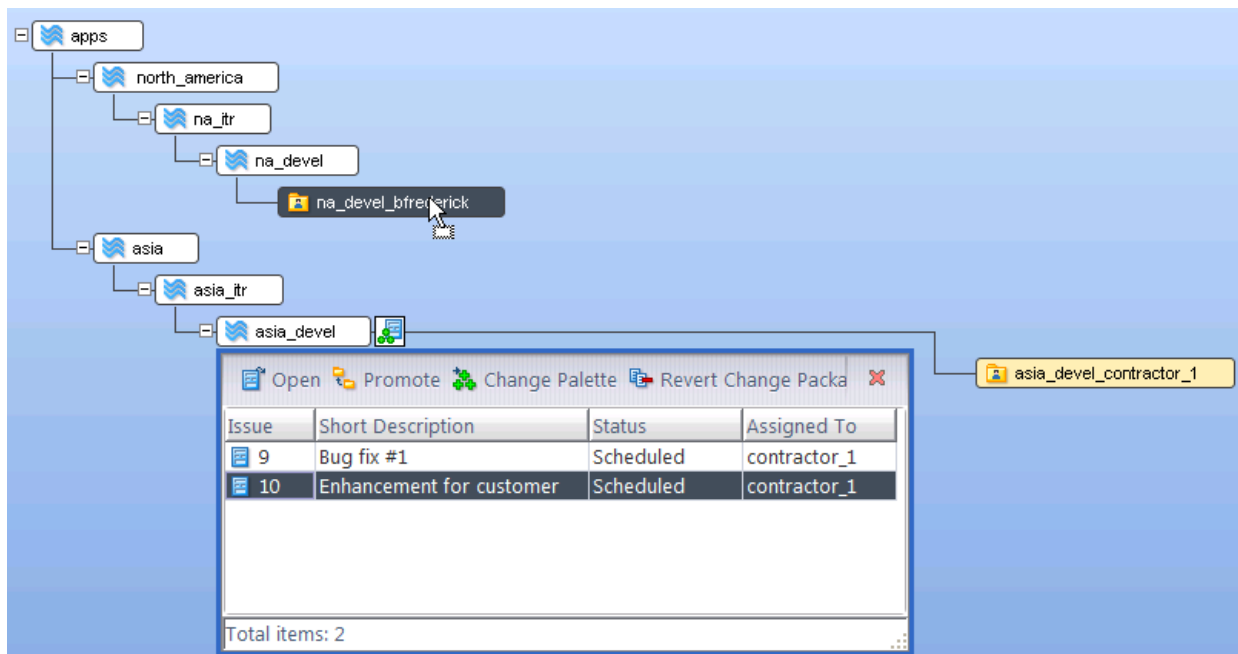 apps
north_america
na_itr
na_devel
na_devel_bfrederick
asia
asia_itr
asia_devel
asia_devel_contractor_1
Open Promote Change Palette Revert Change Packa
Issue Short Description Status Assigned To
9 Bug fix #1 Scheduled contractor_1
10 Enhancement for customer Scheduled contractor_1
Total items: 2